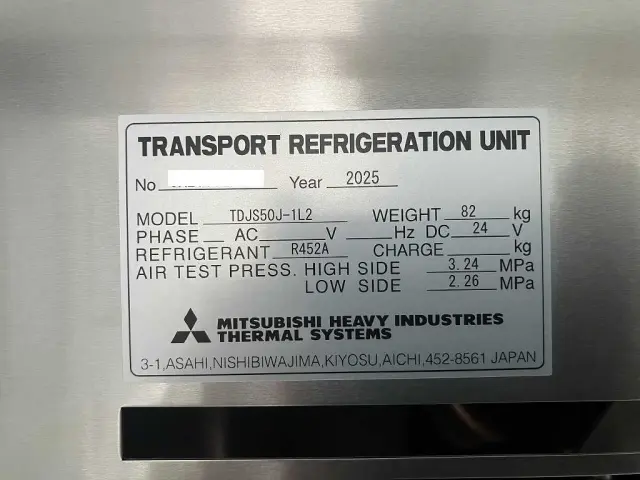 TRANSPORT REFRIGERATION UNIT
No Year 2025
MODEL TDJS50J-1L2 WEIGHT 82 kg
PHASE AC V Hz DC 24 V
REFRIGERANT R452A CHARGE kg
AIR TEST PRESS. HIGH SIDE 3.24 MPa
LOW SIDE 2.26 MPa
MITSUBISHI HEAVY INDUSTRIES
THERMAL SYSTEMS
3-1,ASAHI,NISHIBIWAJIMA,KIYOSU,AICHI,452-8561 JAPAN